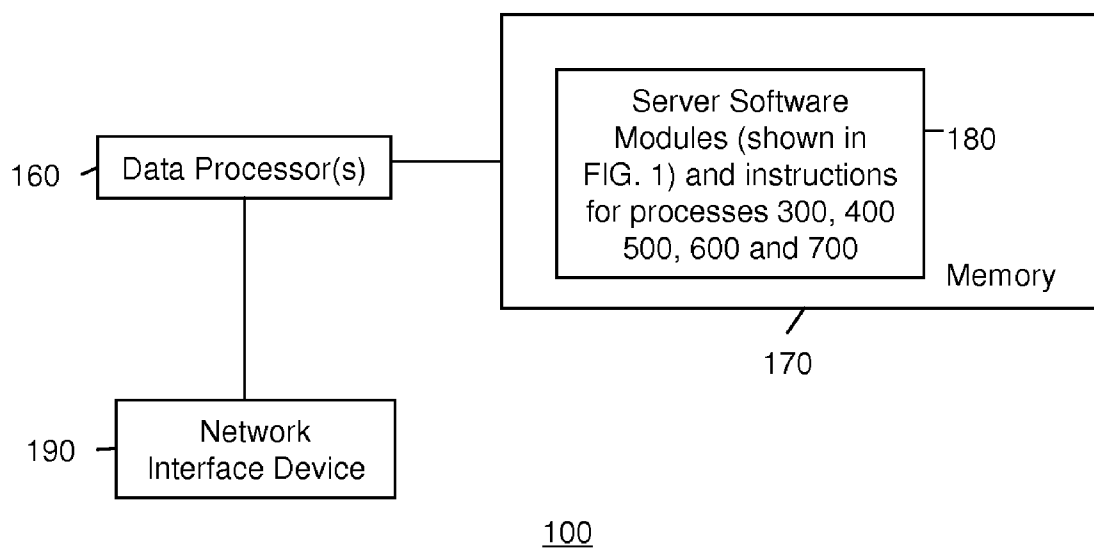 Server Software
Modules (shown in
FIG. 1) and instructions
for processes 300, 400
500, 600 and 700
180
160
Data Processor(s)
Memory
170
190
Network
Interface Device
100